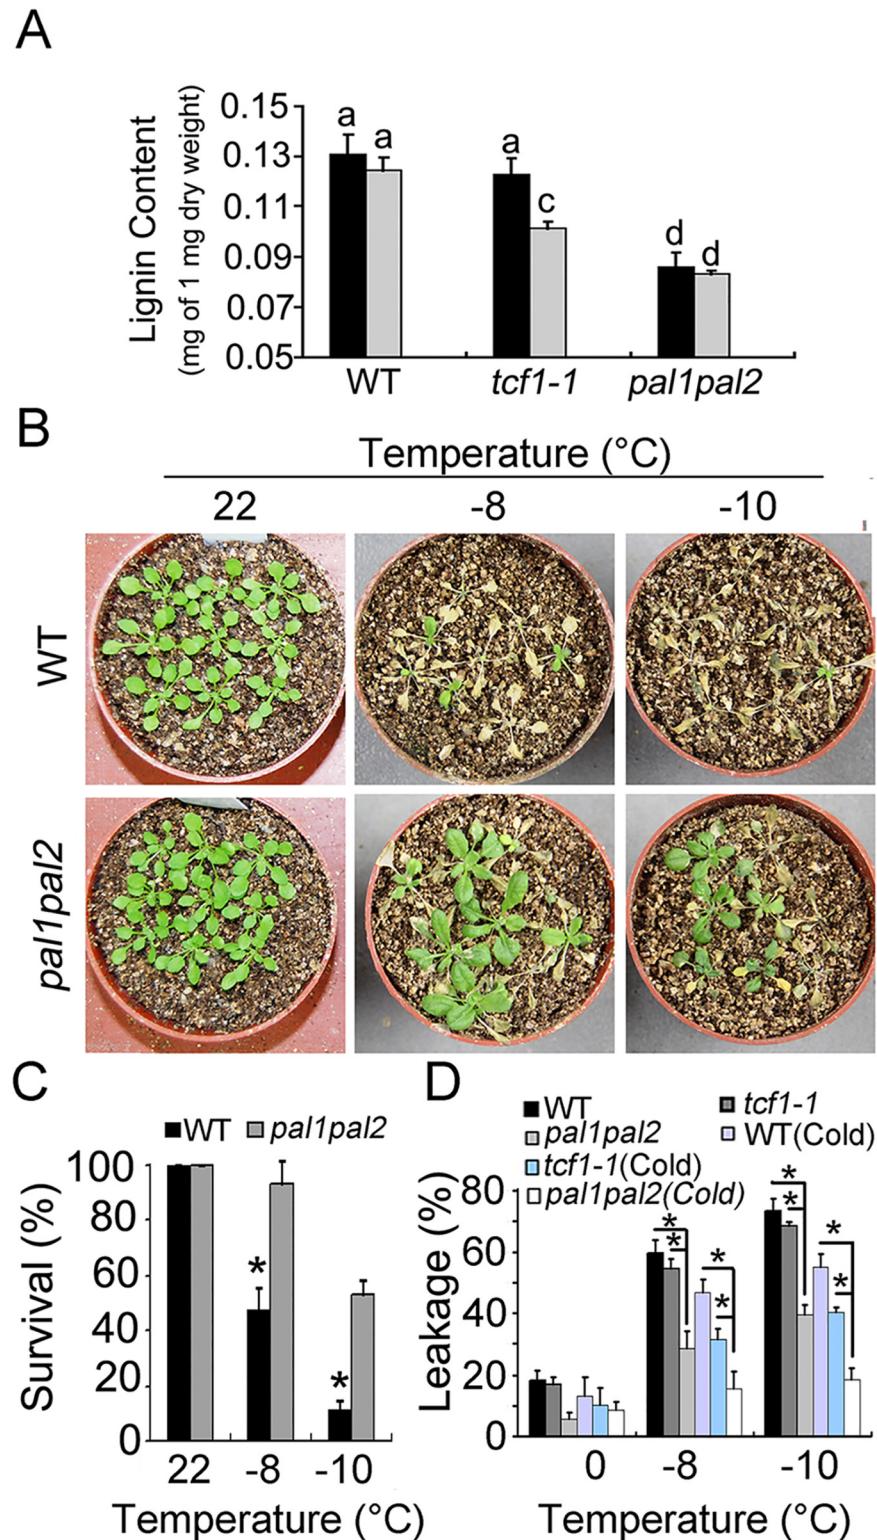 A
Lignin Content
(mg of 1 mg dry weight)
0.15
0.13
0.11
0.09
0.07
0.05
a
a
a
c
d
d
WT
tcf1-1
pal1pal2
B
Temperature (°C)
22
-8
-10
WT
pal1pal2
C
WT
pal1pal2
Survival (%)
100
80
60
40
20
0
*
*
22
-8
-10
Temperature (°C)
D
WT
tcf1-1
pal1pal2
WT(Cold)
tcf1-1(Cold)
pal1pal2(Cold)
Leakage (%)
80
60
40
20
0
*
*
*
*
*
*
*
*
0
-8
-10
Temperature (°C)